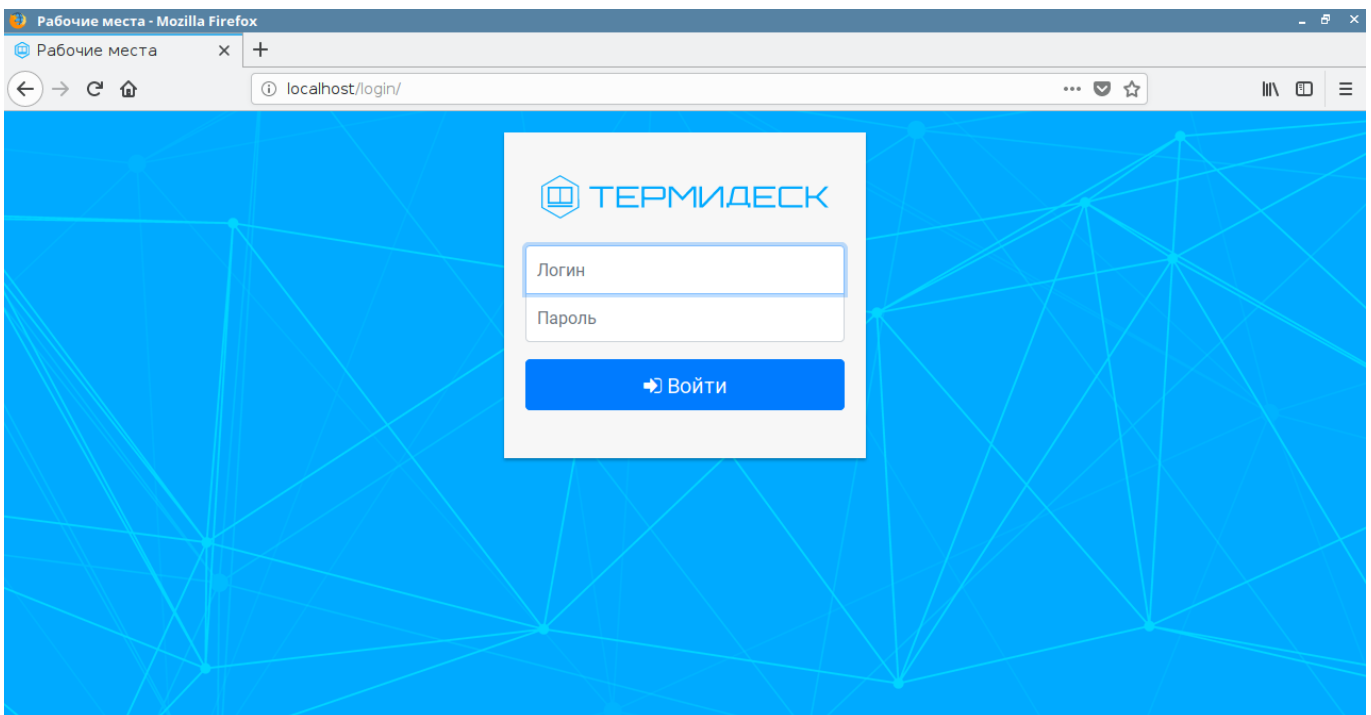 Рабочие места - Mozilla Firefox
Рабочие места
localhost/login/
ТЕРМИДЕСК
Логин
Пароль
Войти